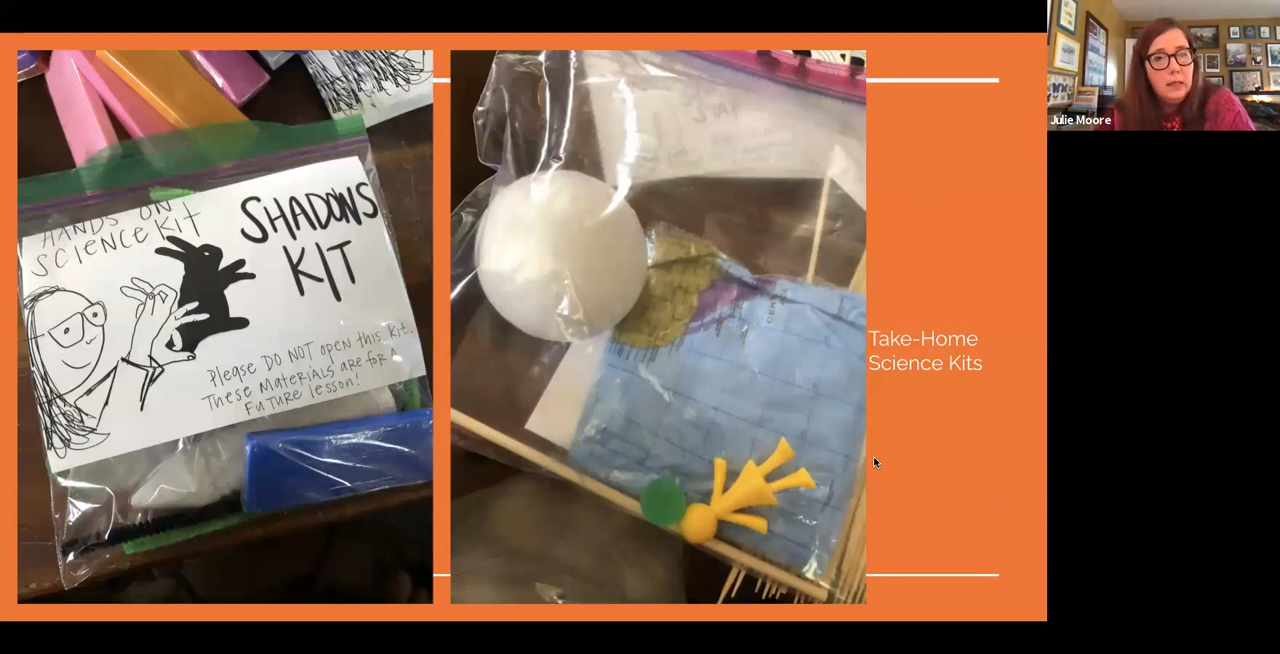 HANDS ON
SCIENCE KIT
SHADOWS
KIT
Please DO NOT open this kit.
These Materials are for A
Future lesson!
Take-Home
Science Kits
Julie Moore